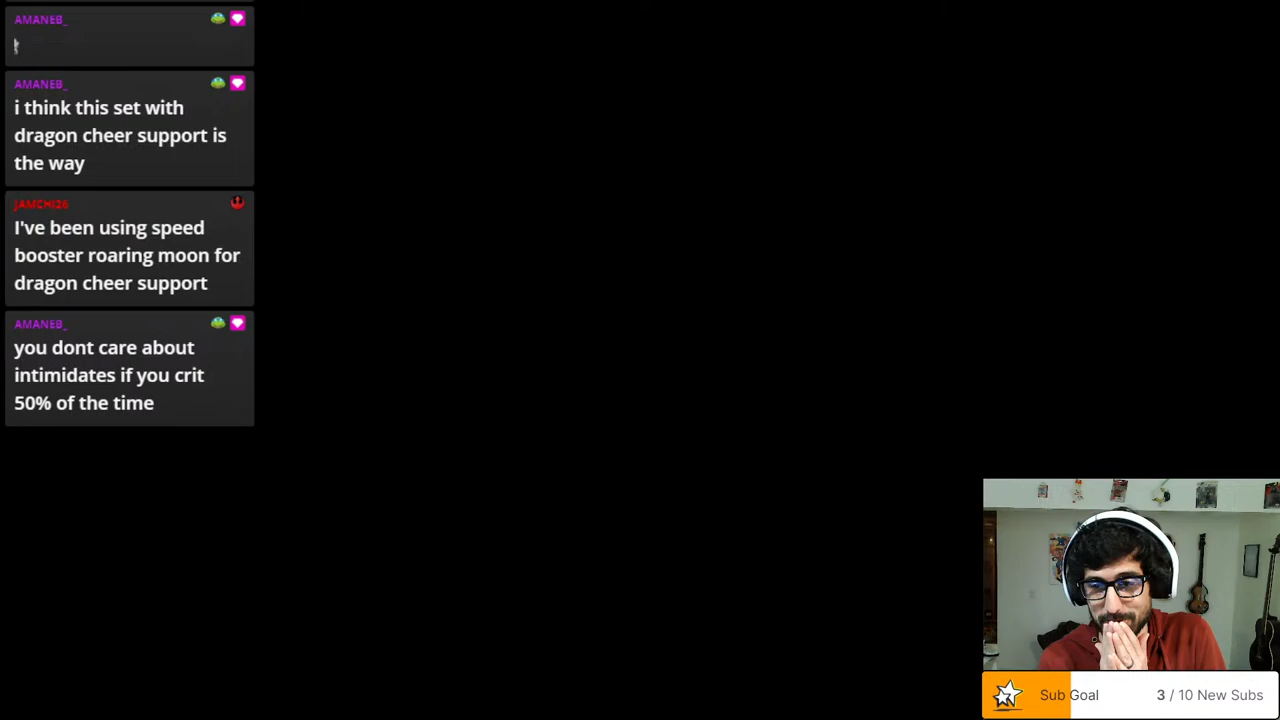 AMANEB_
AMANEB_
i think this set with
dragon cheer support is
the way
JAMCHI26
I've been using speed
booster roaring moon for
dragon cheer support
AMANEB_
you dont care about
intimidates if you crit
50% of the time
Sub Goal
3 / 10 New Subs